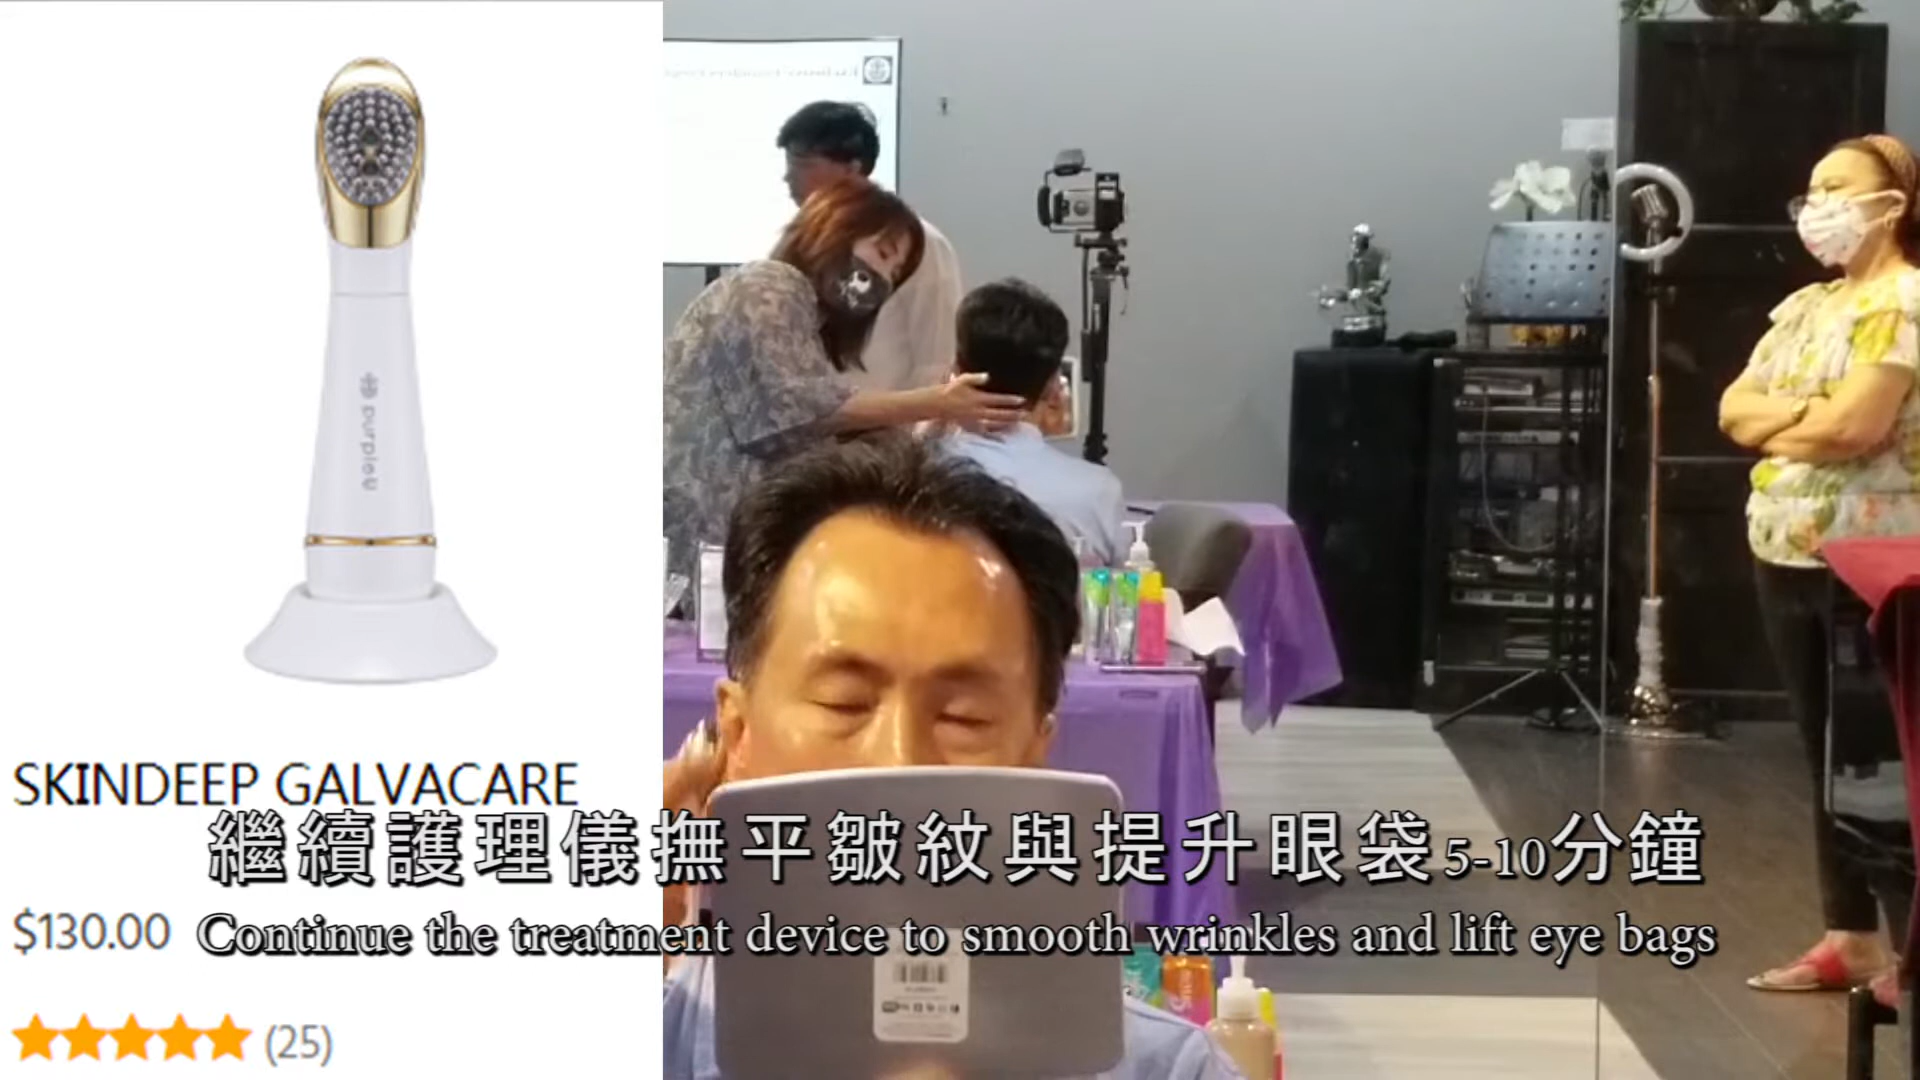 purpleU
SKINDEEP GALVACARE
繼續護理儀撫平皺紋與提升眼袋5-10分鐘
$130.00
Continue the treatment device to smooth wrinkles and lift eye bags
(25)